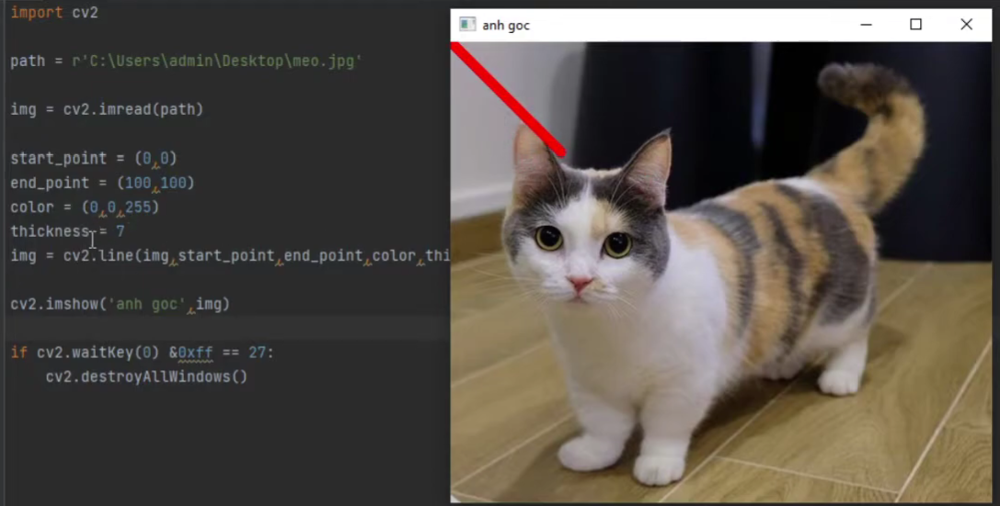 import cv2
path = r'C:\Users\admin\Desktop\meo.jpg'
img = cv2.imread(path)
start_point = (0,0)
end_point = (100,100)
color = (0,0,255)
thickness = 7
img = cv2.line(img,start_point,end_point,color,thi
cv2.imshow('anh goc',img)
if cv2.waitKey(0) &0xff == 27:
    cv2.destroyAllWindows()
anh goc